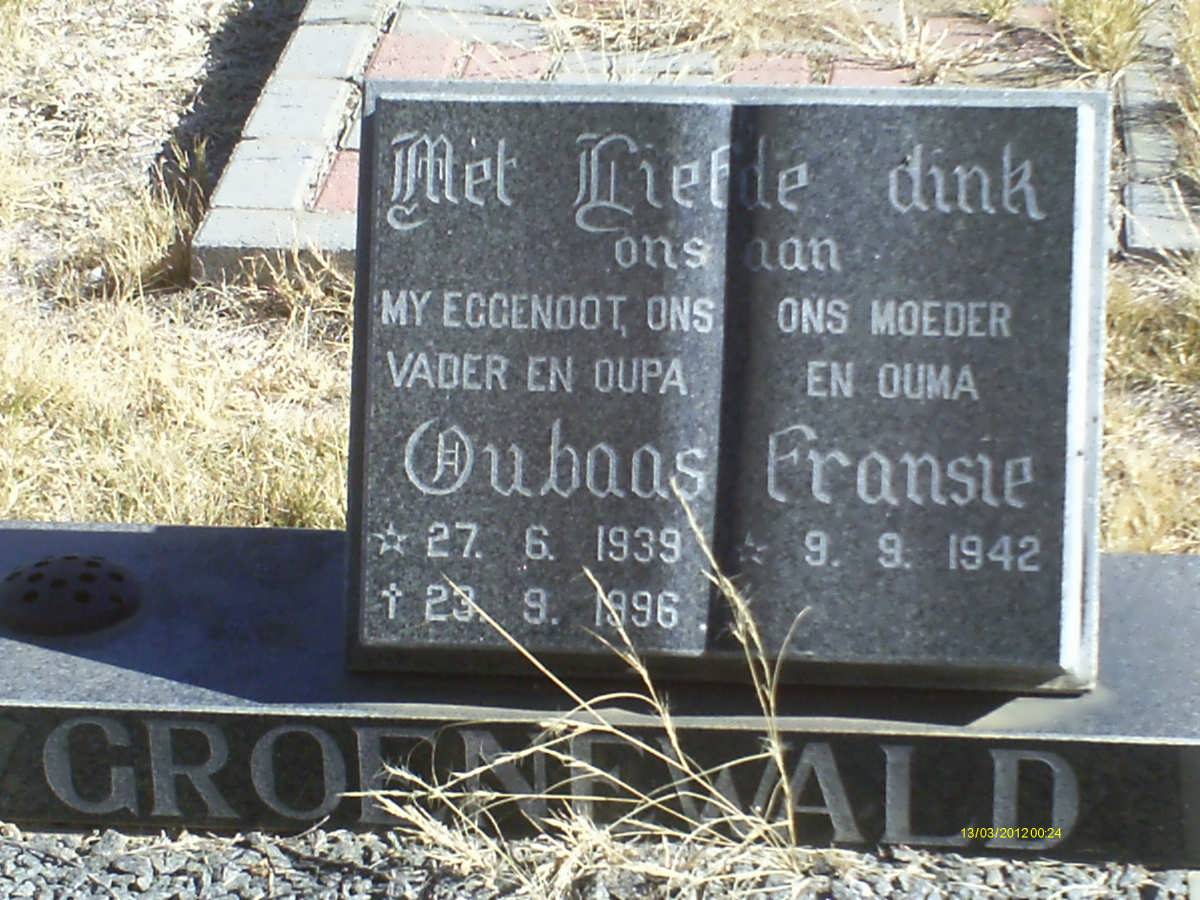 Met Liefde dink
ons aan
MY EGGENOOT, ONS
VADER EN OUPA
Oubaas
☆ 27. 6. 1939
† 23. 9. 1996.
ONS MOEDER
EN OUMA
Fransie
☆ 9. 9. 1942
GROENEWALD
13/03/2012 00:24